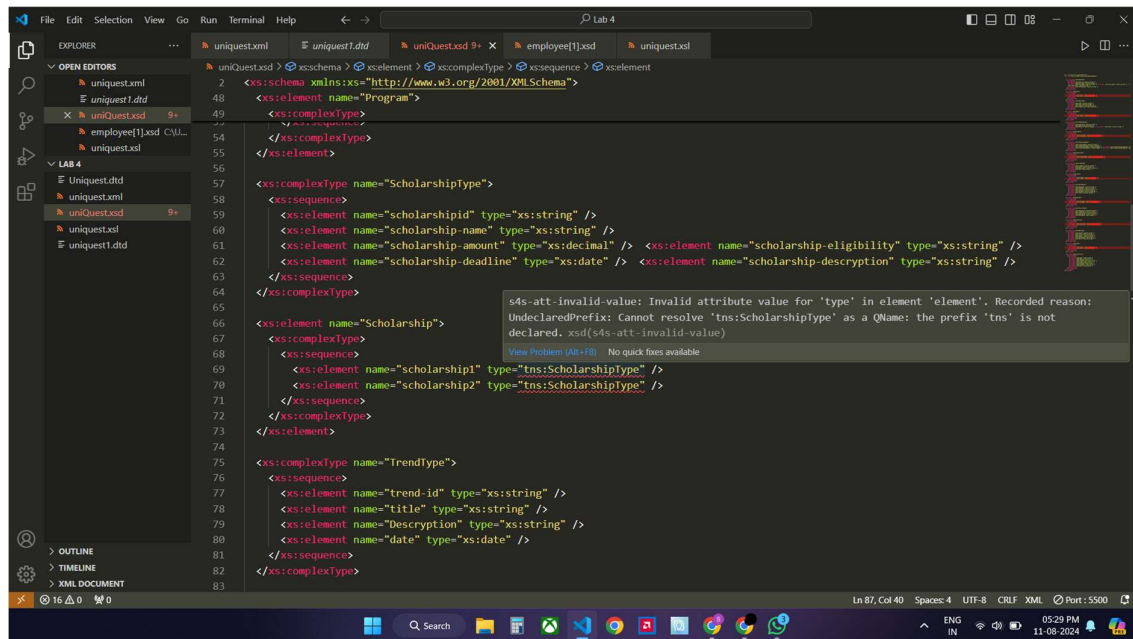 File Edit Selection View Go Run Terminal Help
Lab 4
EXPLORER
uniquest.xml
uniquest1.dtd
uniQuest.xsd 9+
employee[1].xsd
uniquest.xsl
OPEN EDITORS
uniquest.xml
uniquest1.dtd
uniQuest.xsd 9+
employee[1].xsd C:\U...
uniquest.xsl
LAB 4
Uniquest.dtd
uniquest.xml
uniQuest.xsd 9+
uniquest.xsl
uniquest1.dtd
OUTLINE
TIMELINE
XML DOCUMENT
uniQuest.xsd > xs:schema > xs:element > xs:complexType > xs:sequence > xs:element
2 <xs:schema xmlns:xs="http://www.w3.org/2001/XMLSchema">
48 <xs:element name="Program">
49 <xs:complexType>
54 </xs:complexType>
55 </xs:element>
56
57 <xs:complexType name="ScholarshipType">
58 <xs:sequence>
59 <xs:element name="scholarshipid" type="xs:string" />
60 <xs:element name="scholarship-name" type="xs:string" />
61 <xs:element name="scholarship-amount" type="xs:decimal" /> <xs:element name="scholarship-eligibility" type="xs:string" />
62 <xs:element name="scholarship-deadline" type="xs:date" /> <xs:element name="scholarship-descryption" type="xs:string" />
63 </xs:sequence>
64 </xs:complexType>
65
66 <xs:element name="Scholarship">
67 <xs:complexType>
68 <xs:sequence>
69 <xs:element name="scholarship1" type="tns:ScholarshipType" />
70 <xs:element name="scholarship2" type="tns:ScholarshipType" />
71 </xs:sequence>
72 </xs:complexType>
73 </xs:element>
74
75 <xs:complexType name="TrendType">
76 <xs:sequence>
77 <xs:element name="trend-id" type="xs:string" />
78 <xs:element name="title" type="xs:string" />
79 <xs:element name="Descryption" type="xs:string" />
80 <xs:element name="date" type="xs:date" />
81 </xs:sequence>
82 </xs:complexType>
83
s4s-att-invalid-value: Invalid attribute value for 'type' in element 'element'. Recorded reason:
UndeclaredPrefix: Cannot resolve 'tns:ScholarshipType' as a QName: the prefix 'tns' is not
declared. xsd(s4s-att-invalid-value)
View Problem (Alt+F8) No quick fixes available
16 0 0
Ln 87, Col 40 Spaces: 4 UTF-8 CRLF XML Port : 5500
Search
ENG
IN
05:29 PM
11-08-2024